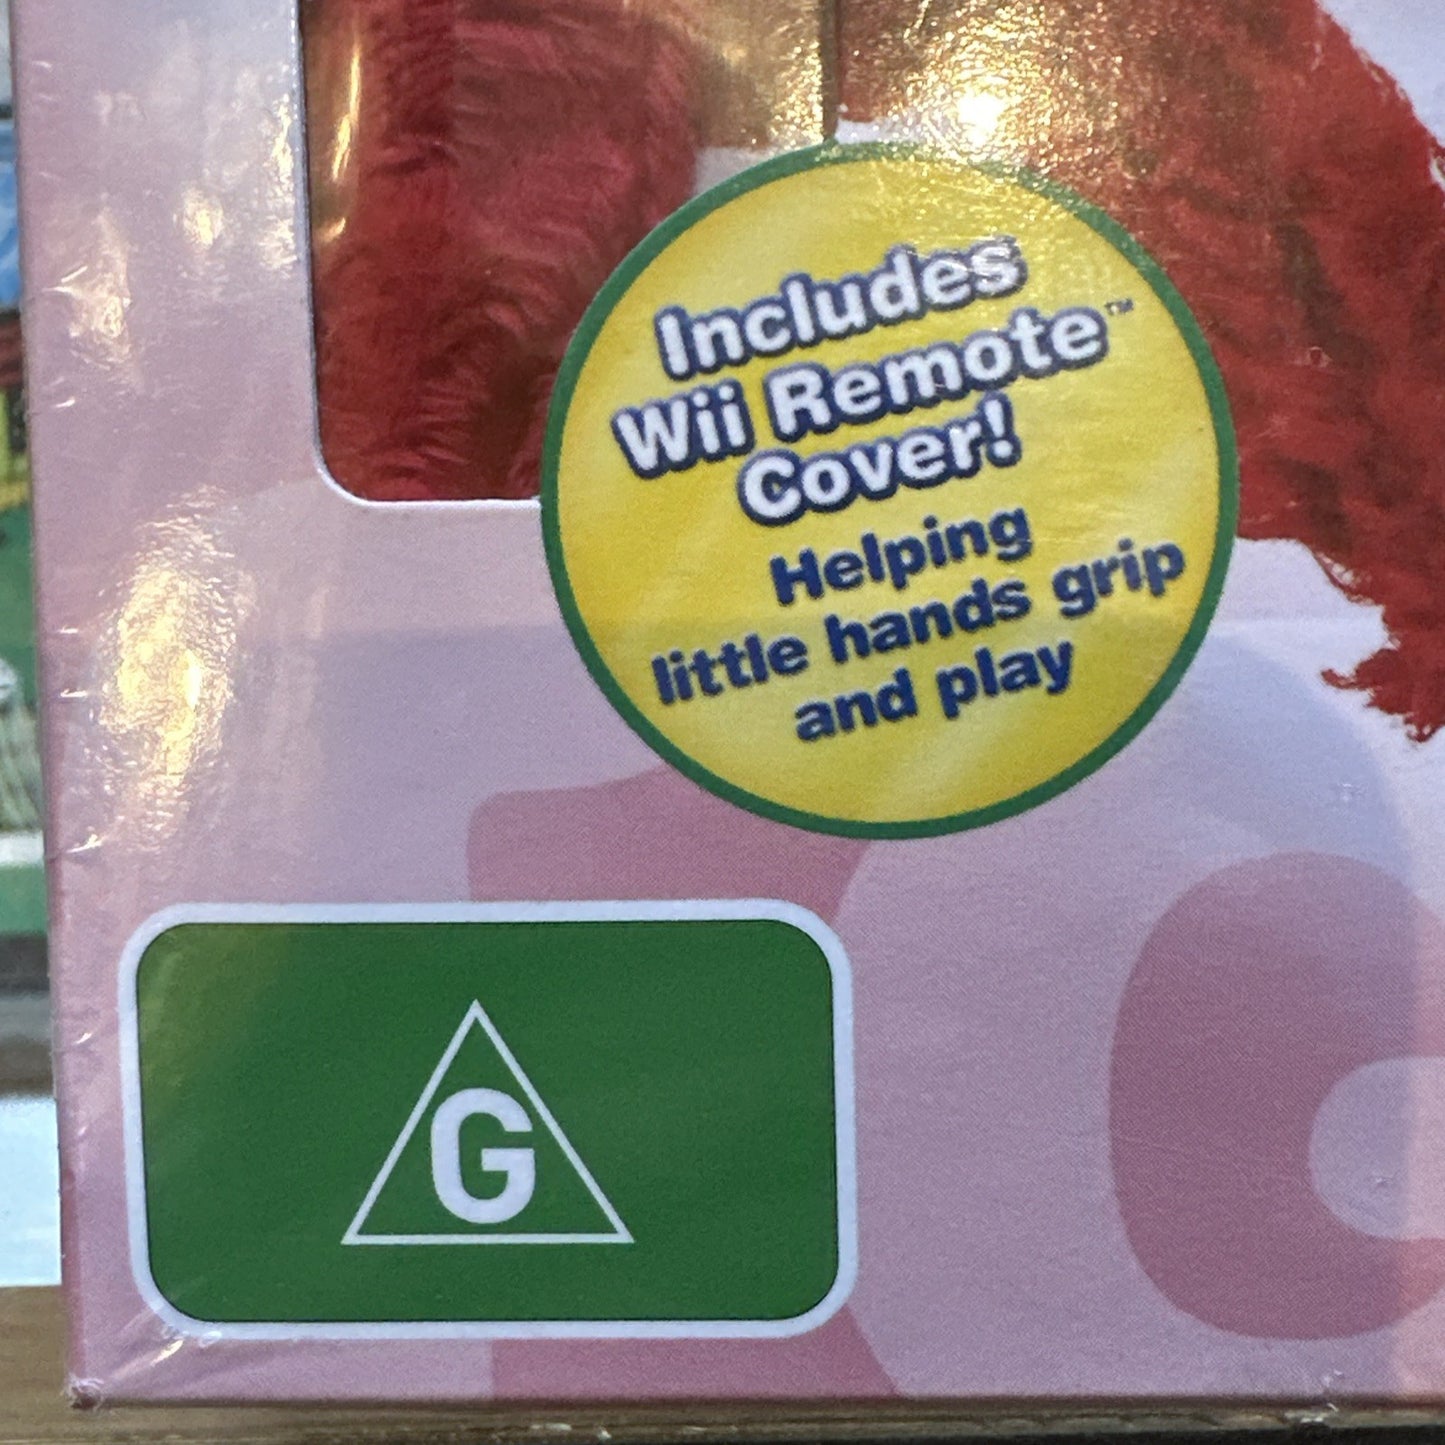 Includes
Wii Remote™
Cover!
Helping
little hands grip
and play
G